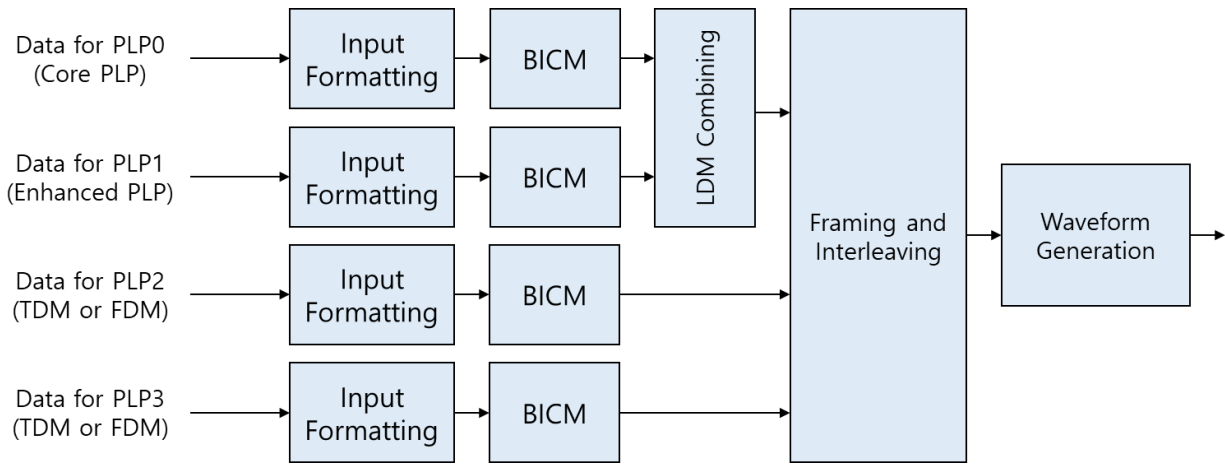 Data for PLP0
(Core PLP)
Input
Formatting
BICM
LDM Combining
Data for PLP1
(Enhanced PLP)
Input
Formatting
BICM
Framing and
Interleaving
Waveform
Generation
Data for PLP2
(TDM or FDM)
Input
Formatting
BICM
Data for PLP3
(TDM or FDM)
Input
Formatting
BICM